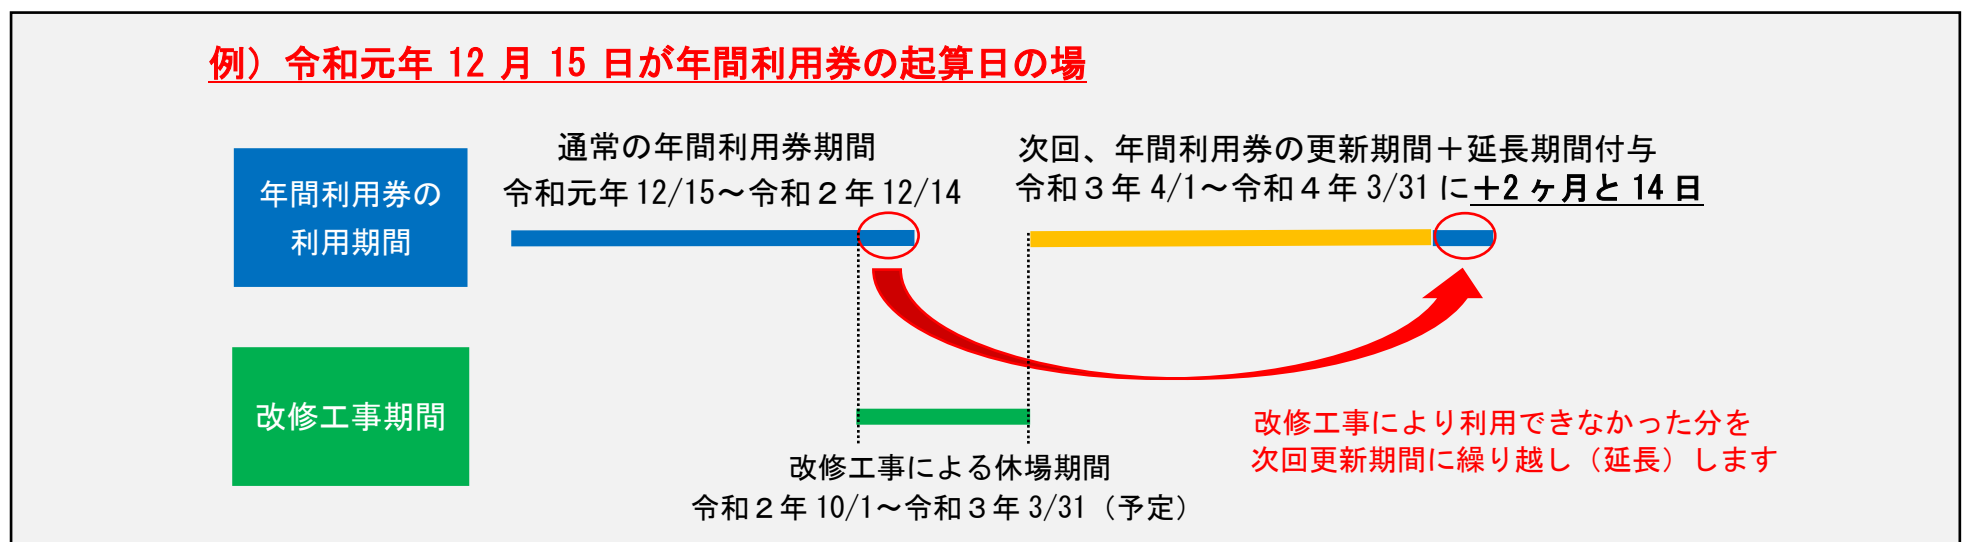 例）令和元年 12 月 15 日が年間利用券の起算日の場
通常の年間利用券期間
令和元年 12/15～令和２年 12/14
次回、年間利用券の更新期間＋延長期間付与
令和３年 4/1～令和４年 3/31 に＋2 ヶ月と 14 日
年間利用券の
利用期間
改修工事期間
改修工事による休場期間
令和２年 10/1～令和３年 3/31（予定）
改修工事により利用できなかった分を
次回更新期間に繰り越し（延長）します